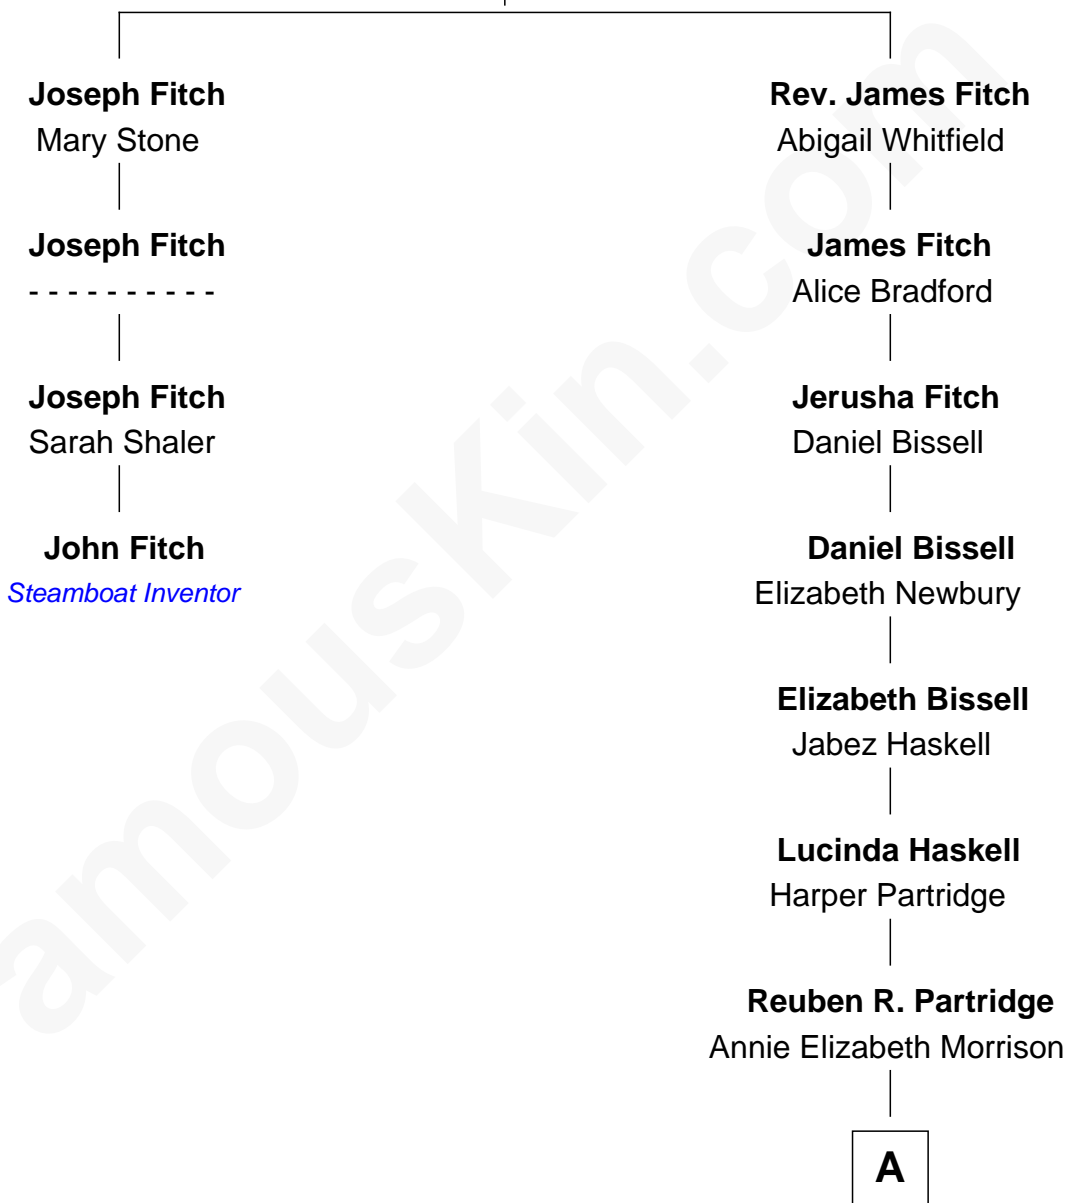 Joseph Fitch
Mary Stone
Joseph Fitch
- - - - - - - - - -
Joseph Fitch
Sarah Shaler
John Fitch
Steamboat Inventor
Rev. James Fitch
Abigail Whitfield
James Fitch
Alice Bradford
Jerusha Fitch
Daniel Bissell
Daniel Bissell
Elizabeth Newbury
Elizabeth Bissell
Jabez Haskell
Lucinda Haskell
Harper Partridge
Reuben R. Partridge
Annie Elizabeth Morrison
A
amouskin.com